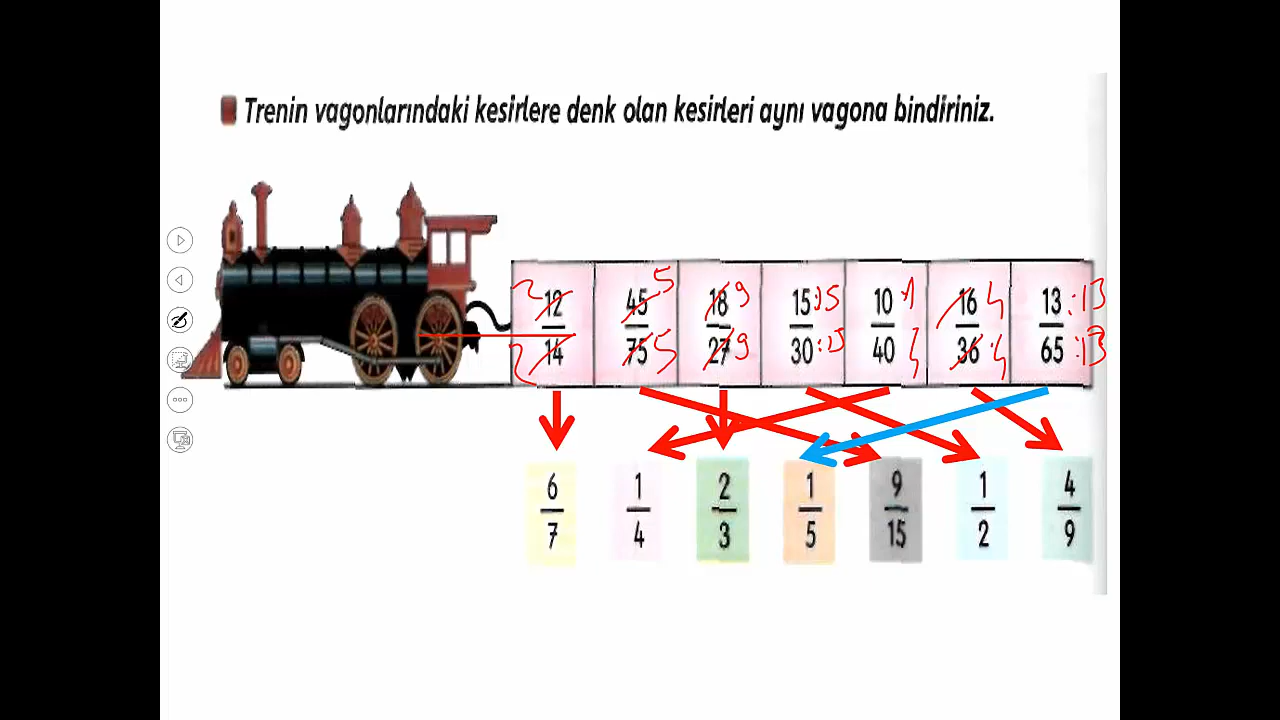 Trenin vagonlarındaki kesirlere denk olan kesirleri aynı vagona bindiriniz.
12 45 18 15 10 16 13
14 75 27 30 40 36 65
6 1 2 1 9 1 4
7 4 3 5 15 2 9